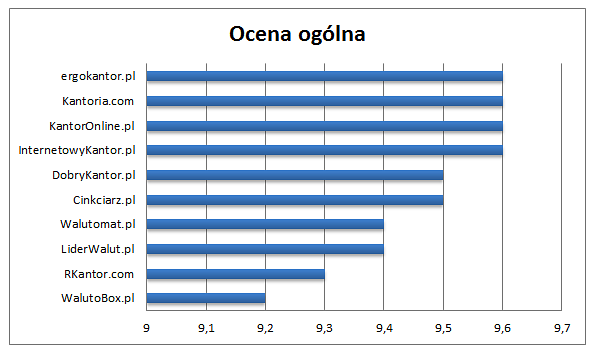 Ocena ogólna
ergokantor.pl
Kantoria.com
KantorOnline.pl
InternetowyKantor.pl
DobryKantor.pl
Cinkciarz.pl
Walutomat.pl
LiderWalut.pl
RKantor.com
WalutoBox.pl
9 9,1 9,2 9,3 9,4 9,5 9,6 9,7